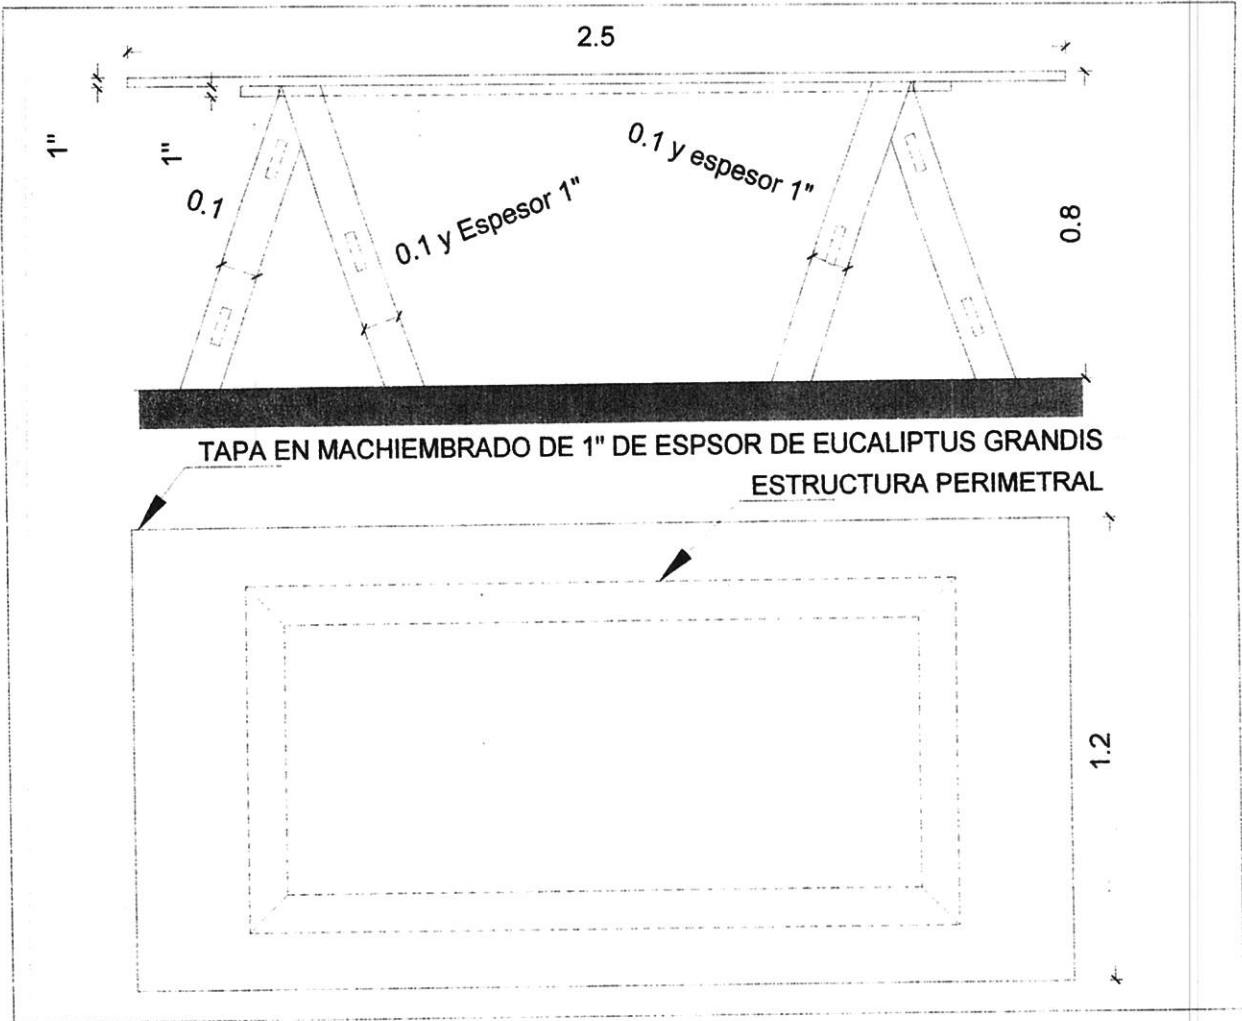 2.5
1"
1"
0.1
0.1 y Espesor 1"
0.1 y espesor 1"
0.8
TAPA EN MACHIEMBRADO DE 1" DE ESPSOR DE EUCALIPTUS GRANDIS
ESTRUCTURA PERIMETRAL
1.2